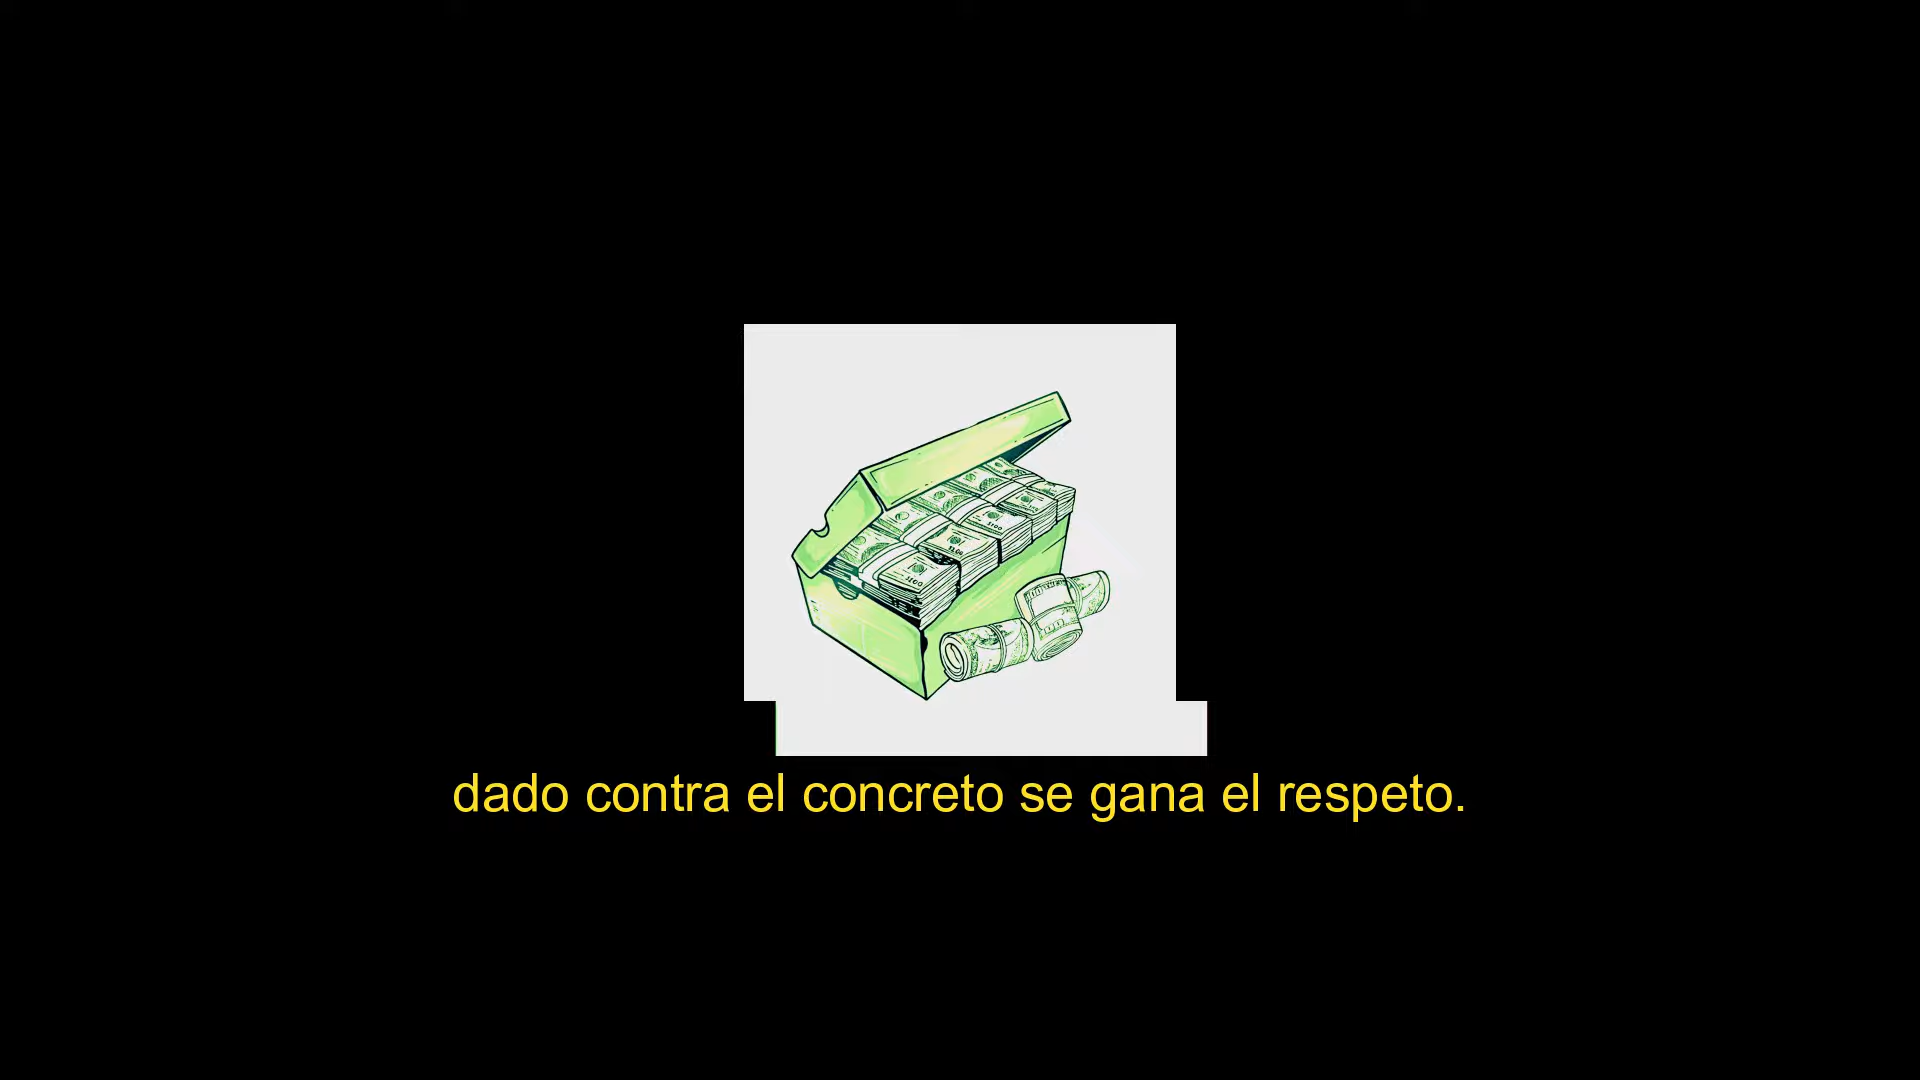 dado contra el concreto se gana el respeto.